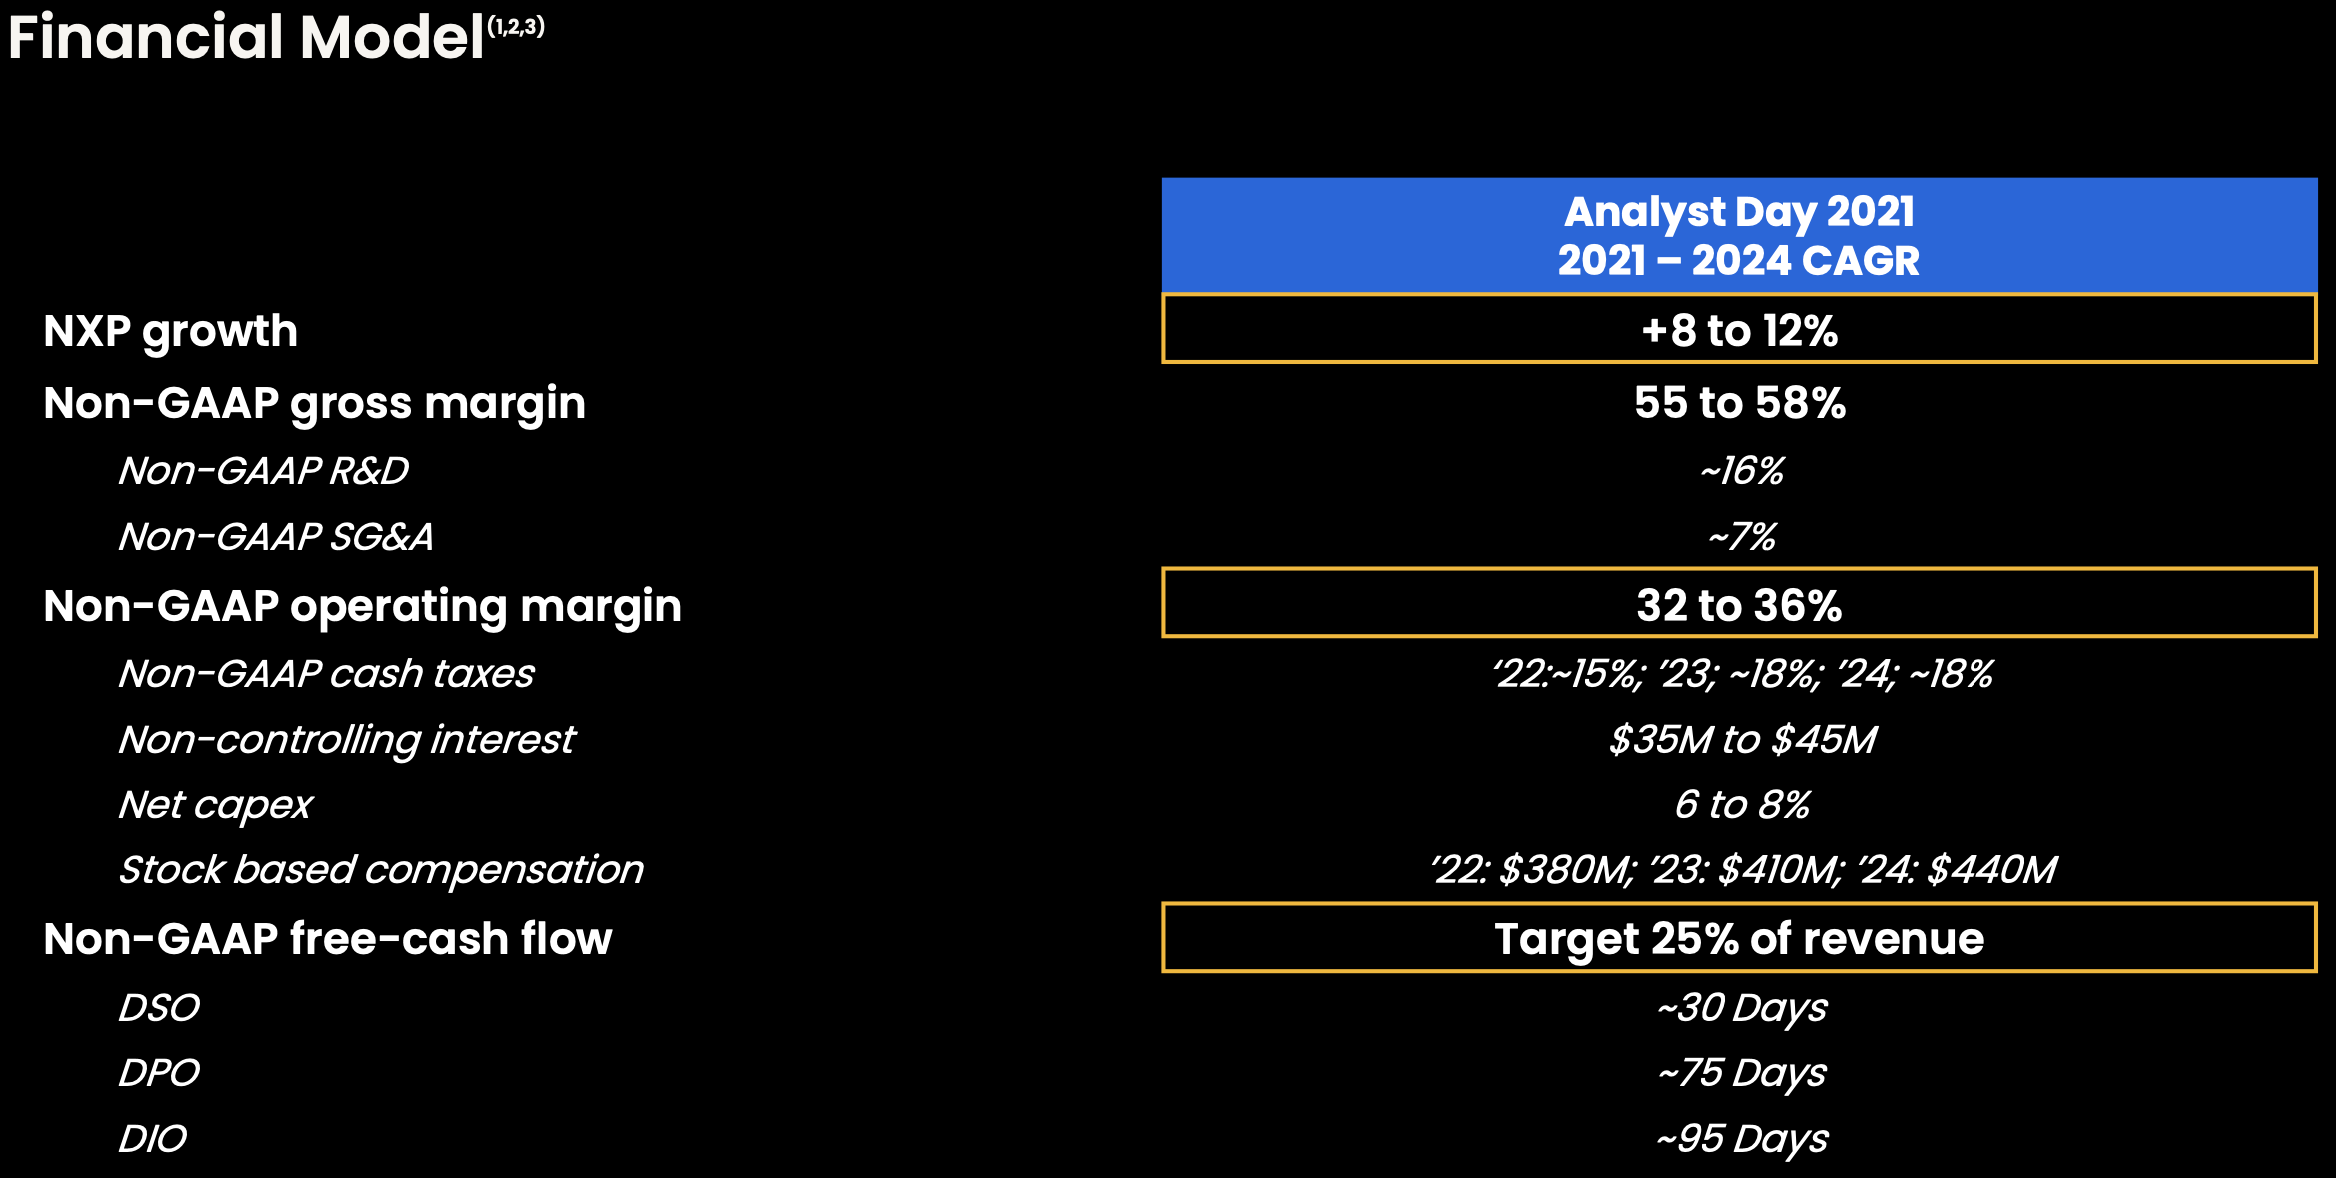 Financial Model(1,2,3)
Analyst Day 2021
2021 – 2024 CAGR
NXP growth +8 to 12%
Non-GAAP gross margin 55 to 58%
Non-GAAP R&D ~16%
Non-GAAP SG&A ~7%
Non-GAAP operating margin 32 to 36%
Non-GAAP cash taxes ‘22:~15%; ‘23; ~18%; ‘24; ~18%
Non-controlling interest $35M to $45M
Net capex 6 to 8%
Stock based compensation ’22: $380M; ‘23: $410M; ’24: $440M
Non-GAAP free-cash flow Target 25% of revenue
DSO ~30 Days
DPO ~75 Days
DIO ~95 Days